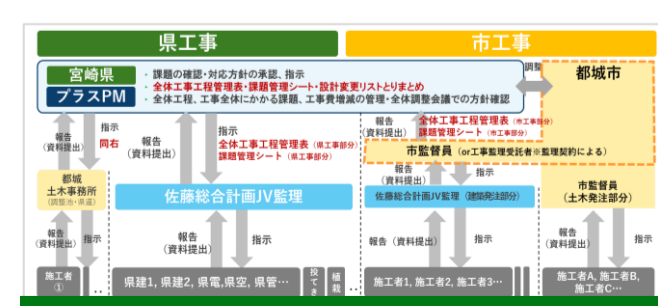 県工事
市工事
宮崎県
プラスPM
・ 課題の確認・対応方針の承認、指示
・ 全体工事工程管理表・課題管理シート・設計変更リストとりまとめ
・ 全体工程、工事全体にかかる課題、工事費増減の管理・全体調整会議での方針確認
調整
都城市
報告
(資料提出)
指示
同右
報告
(資料提出)
指示
全体工事工程管理表(県工事部分)
課題管理シート(県工事部分)
報告
(資料提出)
全体工事工程管理表(市工事部分)
課題管理シート(市工事部分)
市監督員(or工事監理受託者※監理契約による)
報告
(資料提出)
指示
都城
土木事務所
(調整池・県道)
佐藤総合計画JV監理
佐藤総合計画JV監理(建築発注部分)
市監督員
(土木発注部分)
報告
(資料提出)
指示
報告
(資料提出)
指示
報告(資料提出)
指示
報告
(資料提出)
指示
施工者
①
‥
県建1, 県建2, 県電,県空, 県管…
投てき
植栽
‥
施工者1, 施工者2, 施工者3…
施工者A, 施工者B,
施工者C…